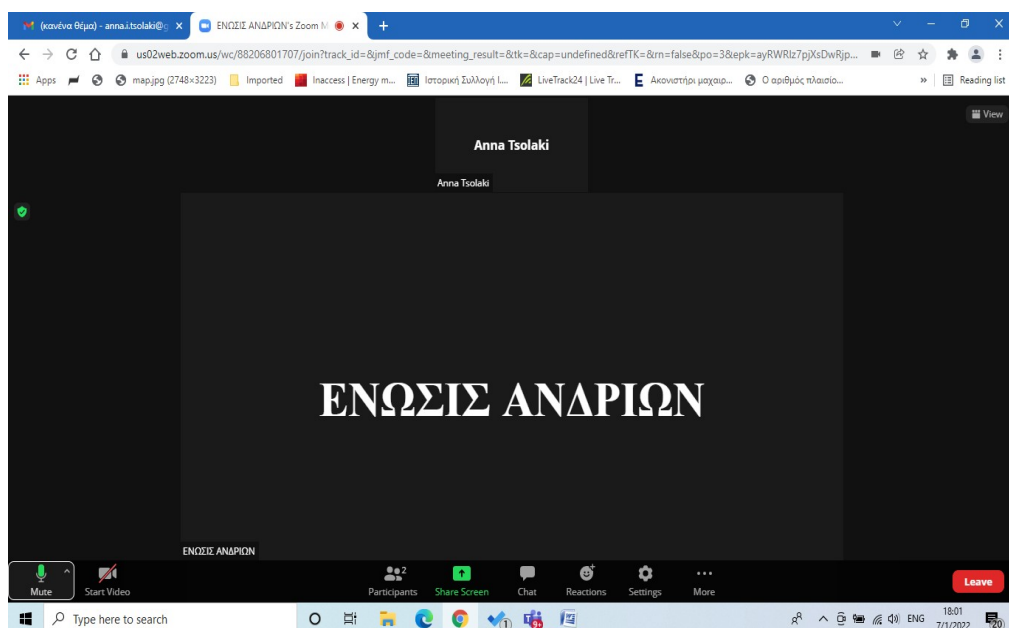 (κανένα θέμα) - anna.i.tsolaki@g
ΕΝΩΣΙΣ ΑΝΔΡΙΩΝ's Zoom M
us02web.zoom.us/wc/88206801707/join?track_id=&jmf_code=&meeting_result=&tk=&cap=undefined&refTK=&rn=false&po=3&epk=ayRWRlz7pjXsDwRjp...
Apps map.jpg (2748×3223) Imported Inaccess | Energy m... Ιστορική Συλλογή Ι.... LiveTrack24 | Live Tr... Ακονιστήρι μαχαιρ... Ο αριθμός πλαισίο... » Reading list
View
Anna Tsolaki
Anna Tsolaki
ΕΝΩΣΙΣ ΑΝΔΡΙΩΝ
ΕΝΩΣΙΣ ΑΝΔΡΙΩΝ
2
Mute Start Video Participants Share Screen Chat Reactions Settings More Leave
Type here to search 1 9+ ENG 18:01
7/1/2022 20